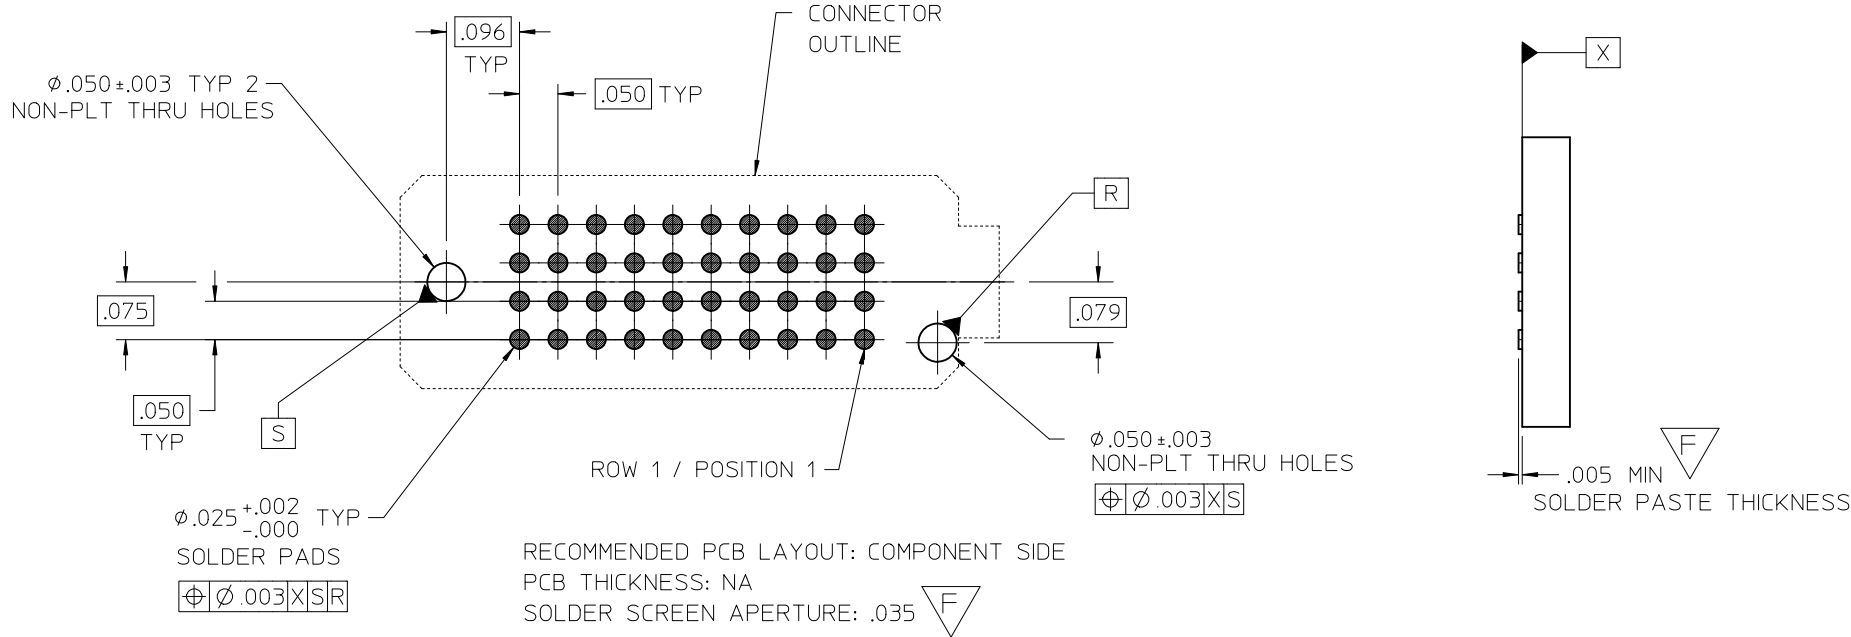 CONNECTOR
OUTLINE
.096
TYP
Ø.050±.003 TYP 2
NON-PLT THRU HOLES
.050 TYP
X
R
.075
.079
.050
TYP
S
ROW 1 / POSITION 1
Ø.050±.003
NON-PLT THRU HOLES
⌖ Ø.003 X S
F
.005 MIN
SOLDER PASTE THICKNESS
Ø.025 +.002 -.000 TYP
SOLDER PADS
⌖ Ø.003 X S R
RECOMMENDED PCB LAYOUT: COMPONENT SIDE
PCB THICKNESS: NA
SOLDER SCREEN APERTURE: .035 F